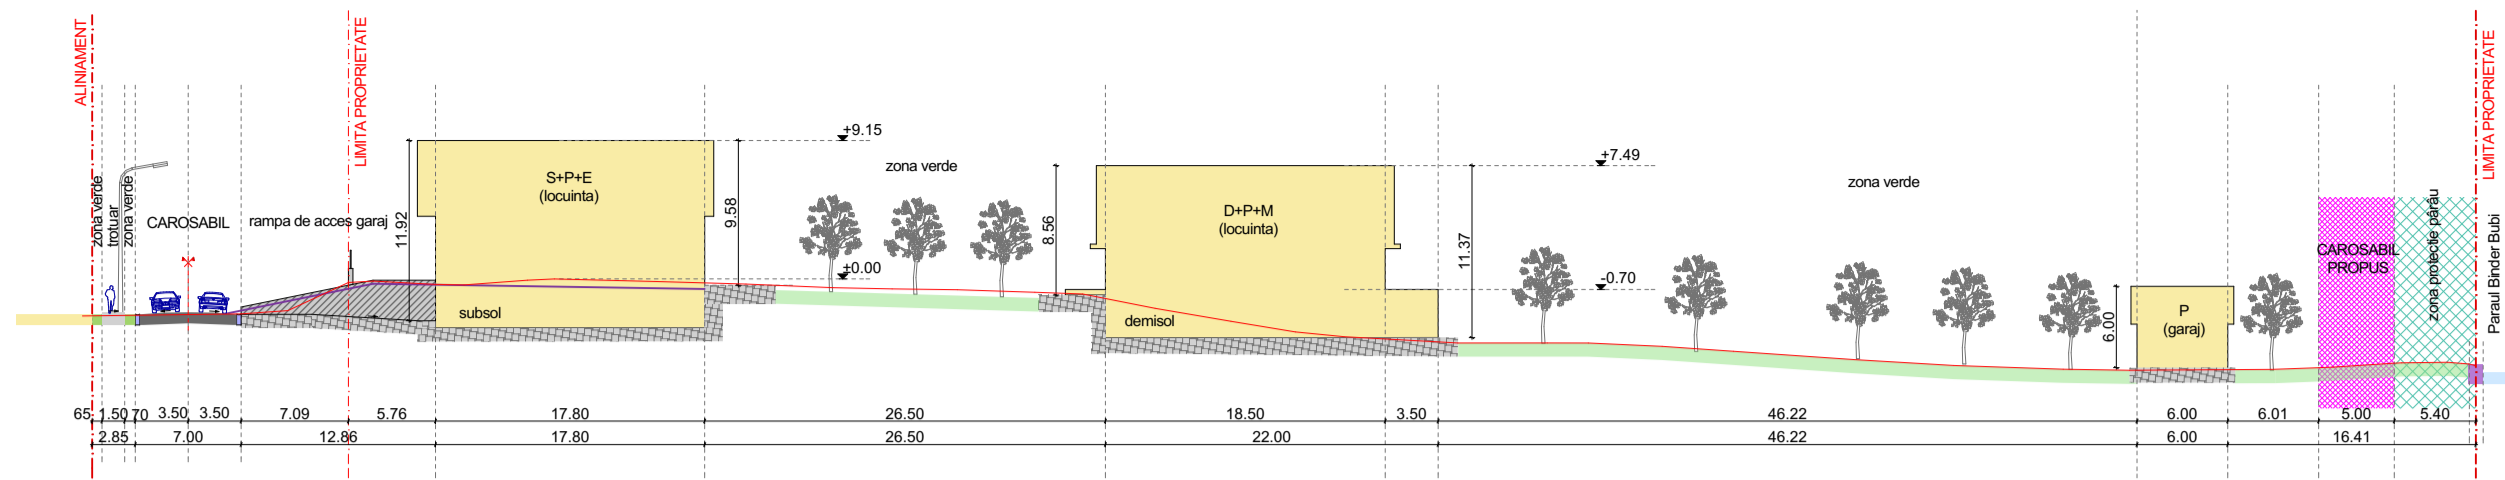 ALINIAMENT
LIMITA PROPRIETATE
zona verde
trotuar
zona verde
CAROSABIL
rampa de acces garaj
11.92
S+P+E
(locuinta)
subsol
9.58
+9.15
±0.00
zona verde
8.56
D+P+M
(locuinta)
demisol
11.37
+7.49
-0.70
zona verde
6.00
P
(garaj)
CAROSABIL
PROPUS
zona protectie pârâu
LIMITA PROPRIETATE
Paraul Binder Bubi
65 1.50 70 3.50 3.50 7.09 5.76 17.80 26.50 18.50 3.50 46.22 6.00 6.01 5.00 5.40
2.85 7.00 12.86 17.80 26.50 22.00 46.22 6.00 16.41